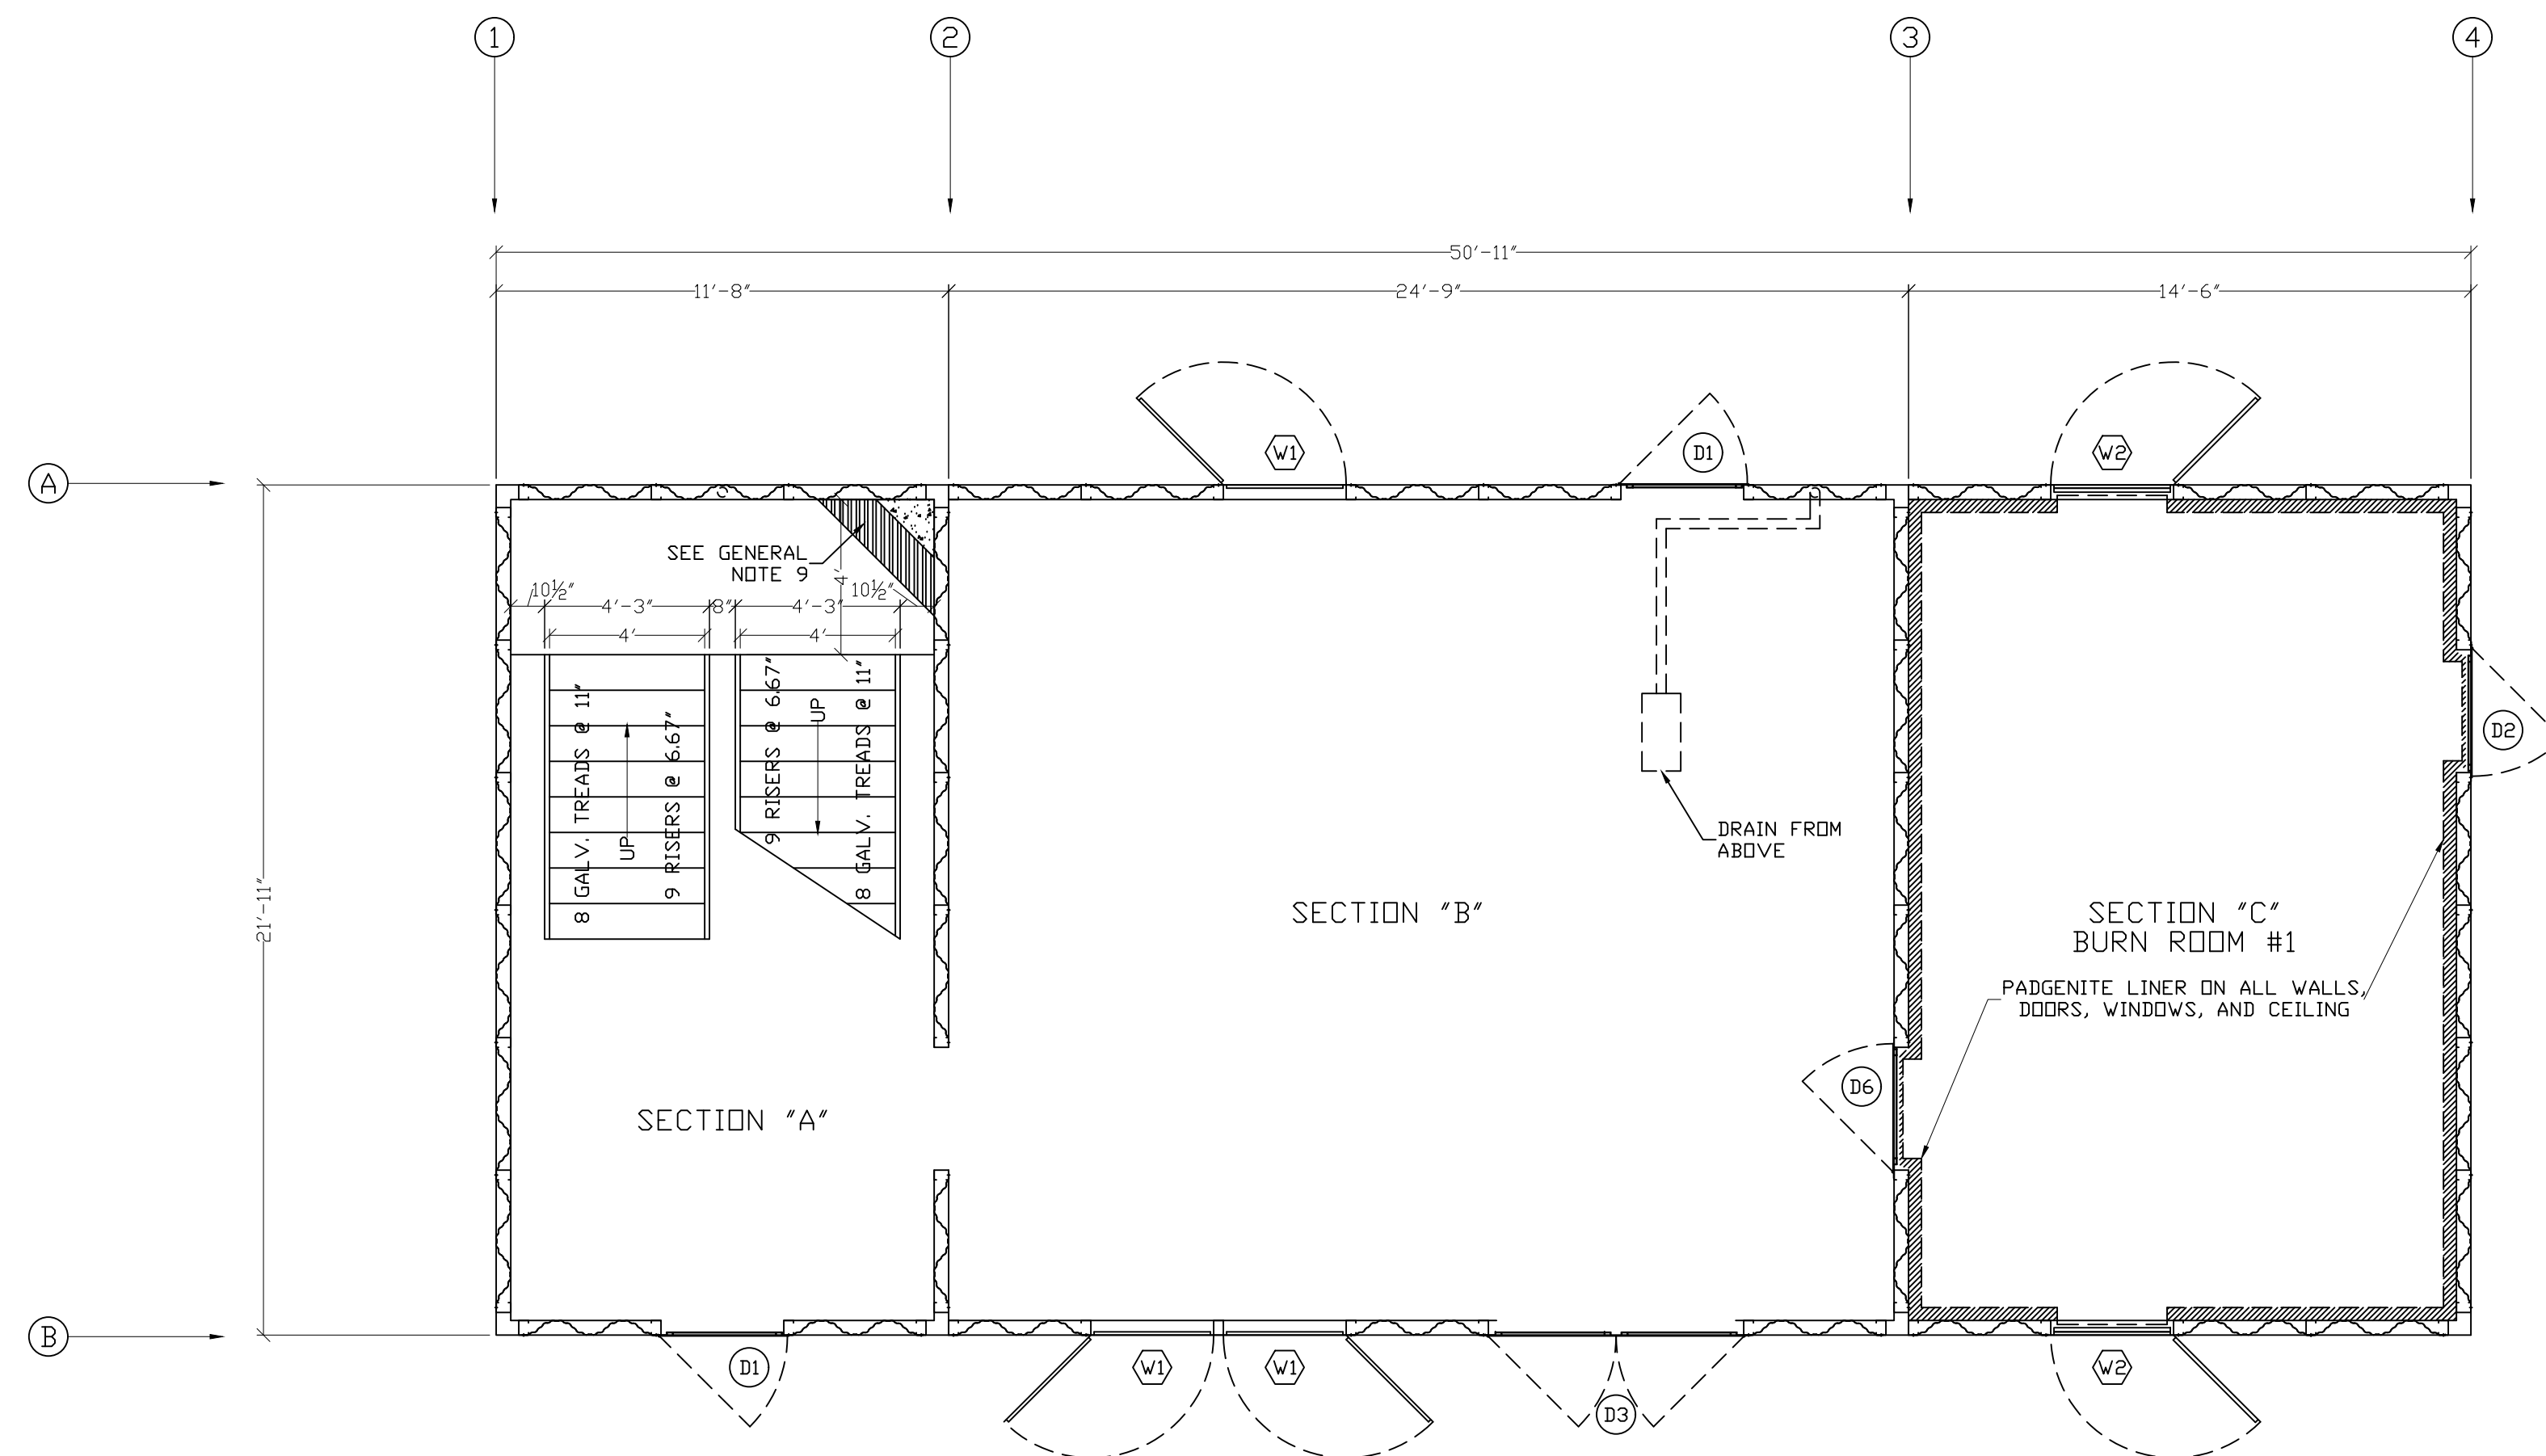 1 2 3 4
50'-11"
11'-8" 24'-9" 14'-6"
W1 D1 W2
A
SEE GENERAL
NOTE 9
4'
10½" 4'-3" 8" 4'-3" 10½"
4' 4'
8 GALV. TREADS @ 11"
UP
9 RISERS @ 6.67"
9 RISERS @ 6.67"
UP
8 GALV. TREADS @ 11"
D2
DRAIN FROM
ABOVE
21'-11"
SECTION "B"
SECTION "C"
BURN ROOM #1
PADGENITE LINER ON ALL WALLS,
DOORS, WINDOWS, AND CEILING
D6
SECTION "A"
B
D1 W1 W1 D3 W2